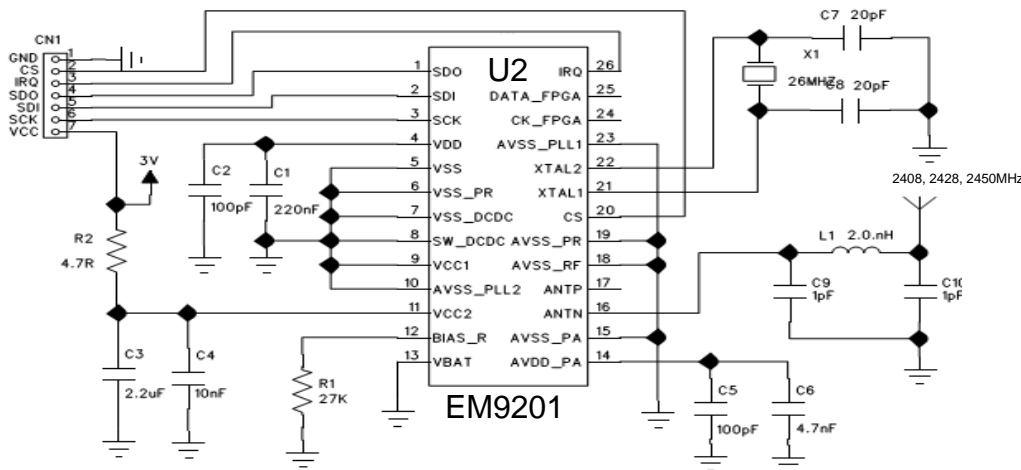 CN1
GND 1
CS 2
IRQ 3
SDO 4
SDI 5
SCK 6
VCC 7
3V
R2
4.7R
C2
100pF
C1
220nF
C3
2.2uF
C4
10nF
R1
27K
U2
1 SDO
2 SDI
3 SCK
4 VDD
5 VSS
6 VSS_PR
7 VSS_DCDC
8 SW_DCDC
9 VCC1
10 AVSS_PLL2
11 VCC2
12 BIAS_R
13 VBAT
IRQ 26
DATA_FPGA 25
CK_FPGA 24
AVSS_PLL1 23
XTAL2 22
XTAL1 21
CS 20
AVSS_PR 19
AVSS_RF 18
ANTP 17
ANTN 16
AVSS_PA 15
AVDD_PA 14
EM9201
C7 20pF
X1
26MHZ
C8 20pF
2408, 2428, 2450MHz
L1 2.0.nH
C9
1pF
C10
1pF
C5
100pF
C6
4.7nF